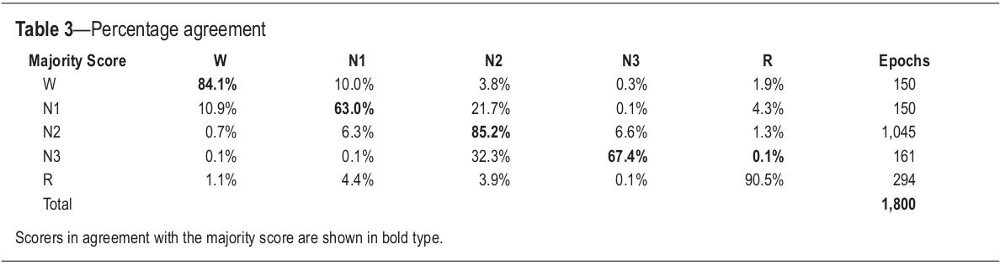 Table 3—Percentage agreement
Majority Score W N1 N2 N3 R Epochs
W 84.1% 10.0% 3.8% 0.3% 1.9% 150
N1 10.9% 63.0% 21.7% 0.1% 4.3% 150
N2 0.7% 6.3% 85.2% 6.6% 1.3% 1,045
N3 0.1% 0.1% 32.3% 67.4% 0.1% 161
R 1.1% 4.4% 3.9% 0.1% 90.5% 294
Total 1,800
Scorers in agreement with the majority score are shown in bold type.